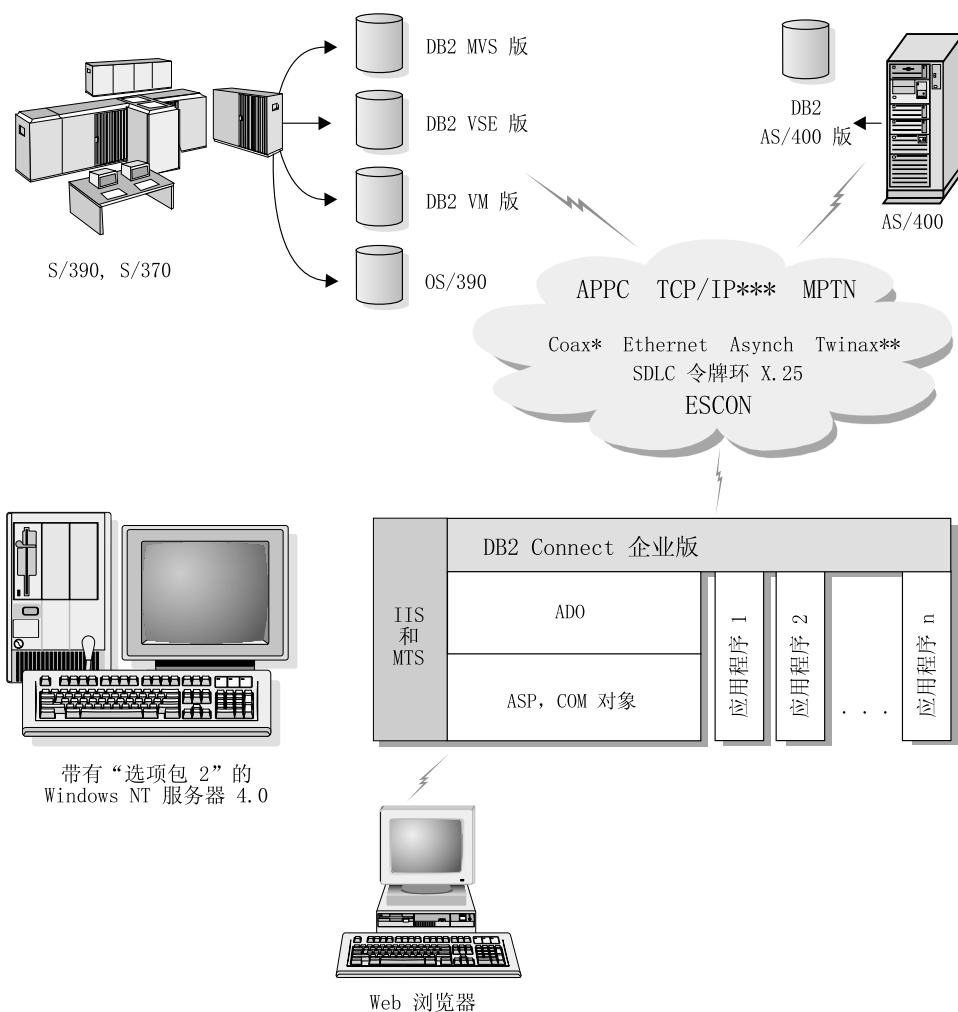 DB2 MVS 版
DB2 VSE 版
DB2 VM 版
OS/390
S/390, S/370
DB2
AS/400 版
AS/400
APPC TCP/IP*** MPTN
Coax* Ethernet Asynch Twinax**
SDLC 令牌环 X.25
ESCON
DB2 Connect 企业版
IIS
和
MTS
ADO
ASP, COM 对象
应用程序 1
应用程序 2
. . .
应用程序 n
带有“选项包 2”的
Windows NT 服务器 4.0
Web 浏览器